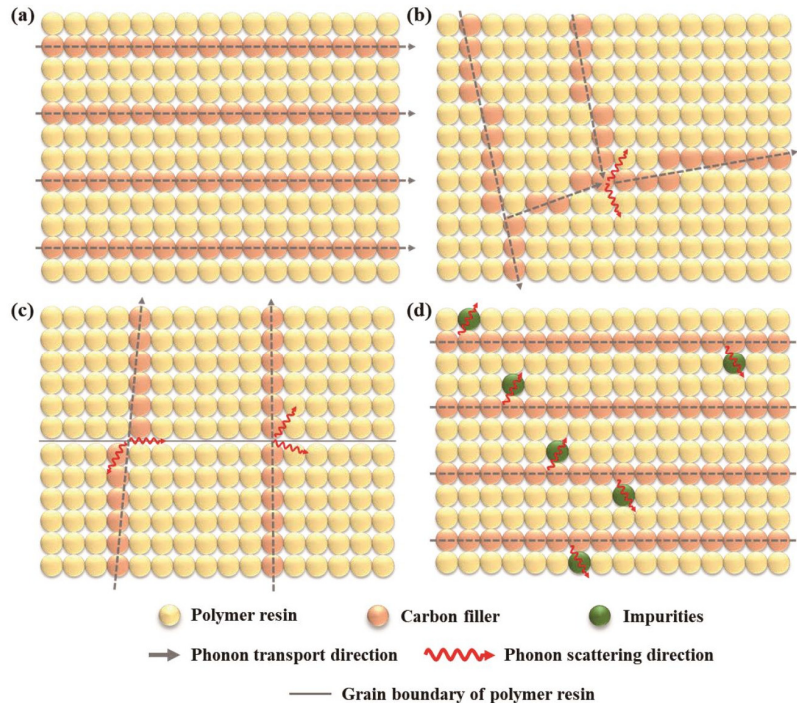 (a)
(b)
(c)
(d)
Polymer resin
Carbon filler
Impurities
Phonon transport direction
Phonon scattering direction
Grain boundary of polymer resin